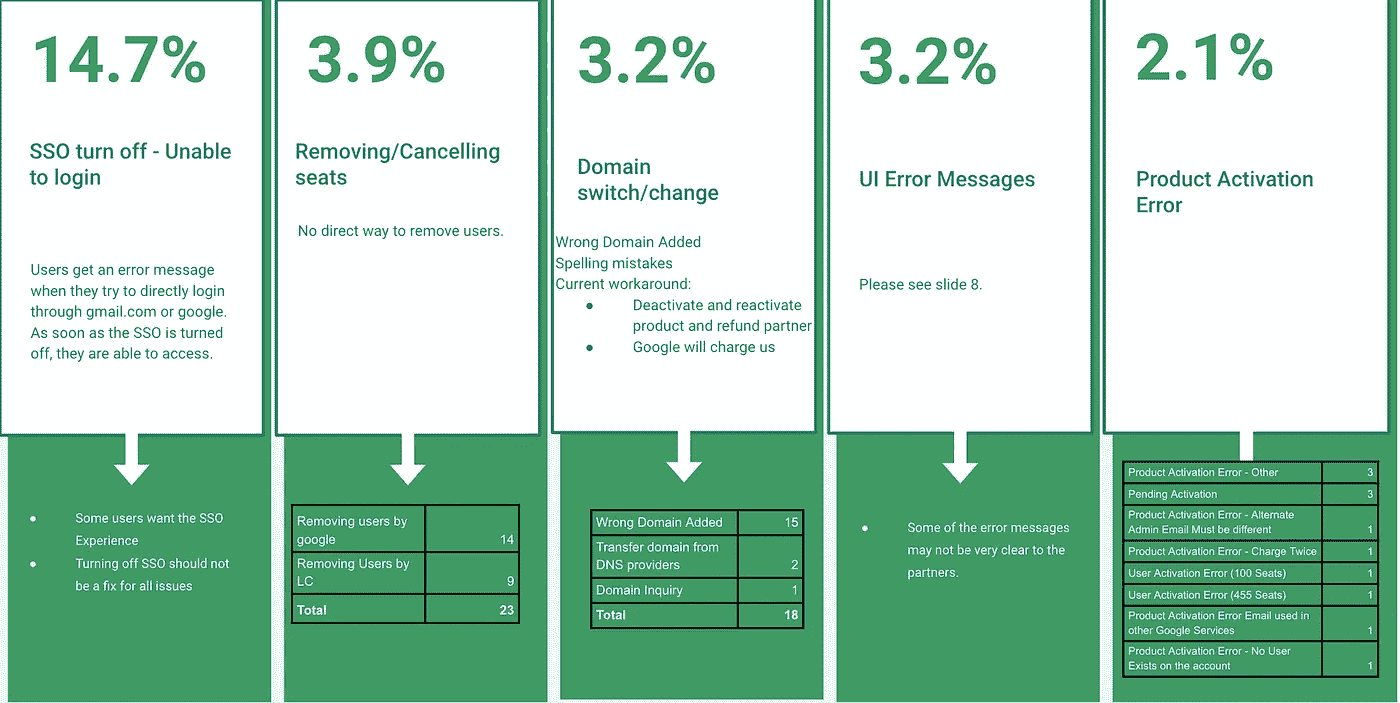 14.7%
SSO turn off - Unable
to login
Users get an error message
when they try to directly login
through gmail.com or google.
As soon as the SSO is turned
off, they are able to access.
● Some users want the SSO
Experience
● Turning off SSO should not
be a fix for all issues
3.9%
Removing/Cancelling
seats
No direct way to remove users.
Removing users by
google 14
Removing Users by
LC 9
Total 23
3.2%
Domain
switch/change
Wrong Domain Added
Spelling mistakes
Current workaround:
● Deactivate and reactivate
product and refund partner
● Google will charge us
Wrong Domain Added 15
Transfer domain from
DNS providers 2
Domain Inquiry 1
Total 18
3.2%
UI Error Messages
Please see slide 8.
● Some of the error messages
may not be very clear to the
partners.
2.1%
Product Activation
Error
Product Activation Error - Other 3
Pending Activation 3
Product Activation Error - Alternate
Admin Email Must be different 1
Product Activation Error - Charge Twice 1
User Activation Error (100 Seats) 1
User Activation Error (455 Seats) 1
Product Activation Error Email used in
other Google Services 1
Product Activation Error - No User
Exists on the account 1